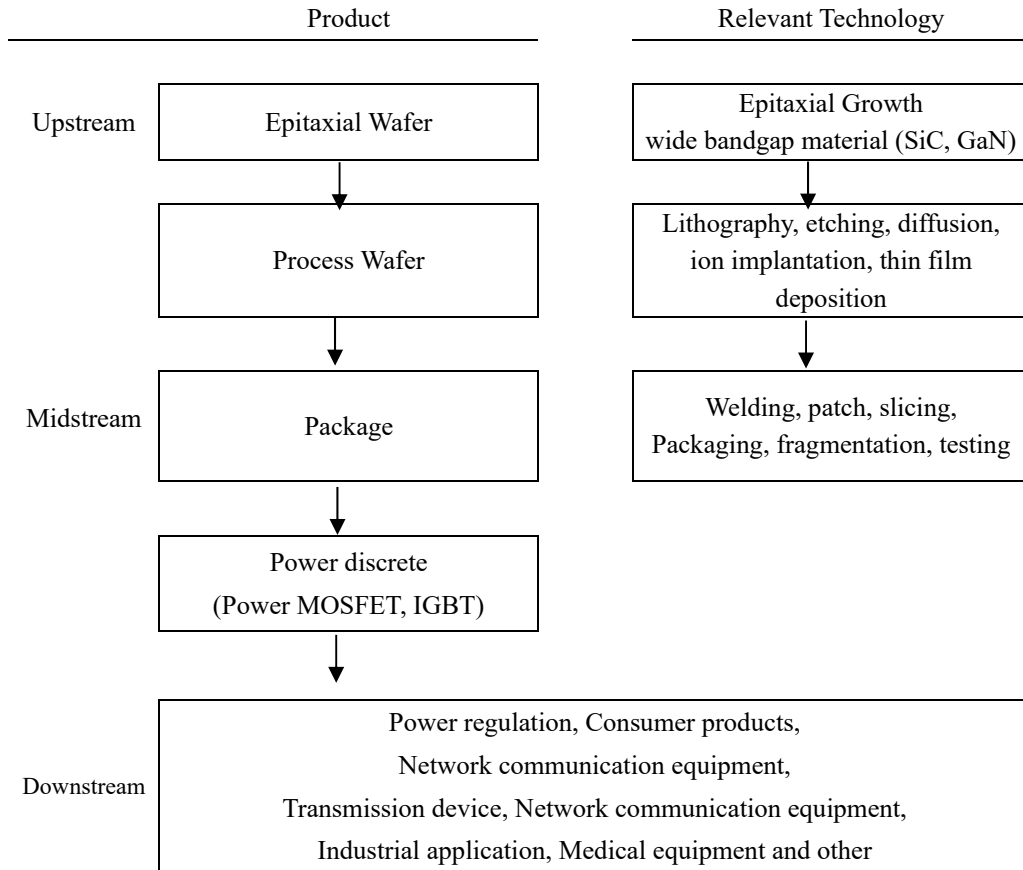 Product
Relevant Technology
Upstream
Epitaxial Wafer
Epitaxial Growth
wide bandgap material (SiC, GaN)
Process Wafer
Lithography, etching, diffusion,
ion implantation, thin film
deposition
Midstream
Package
Welding, patch, slicing,
Packaging, fragmentation, testing
Power discrete
(Power MOSFET, IGBT)
Downstream
Power regulation, Consumer products,
Network communication equipment,
Transmission device, Network communication equipment,
Industrial application, Medical equipment and other